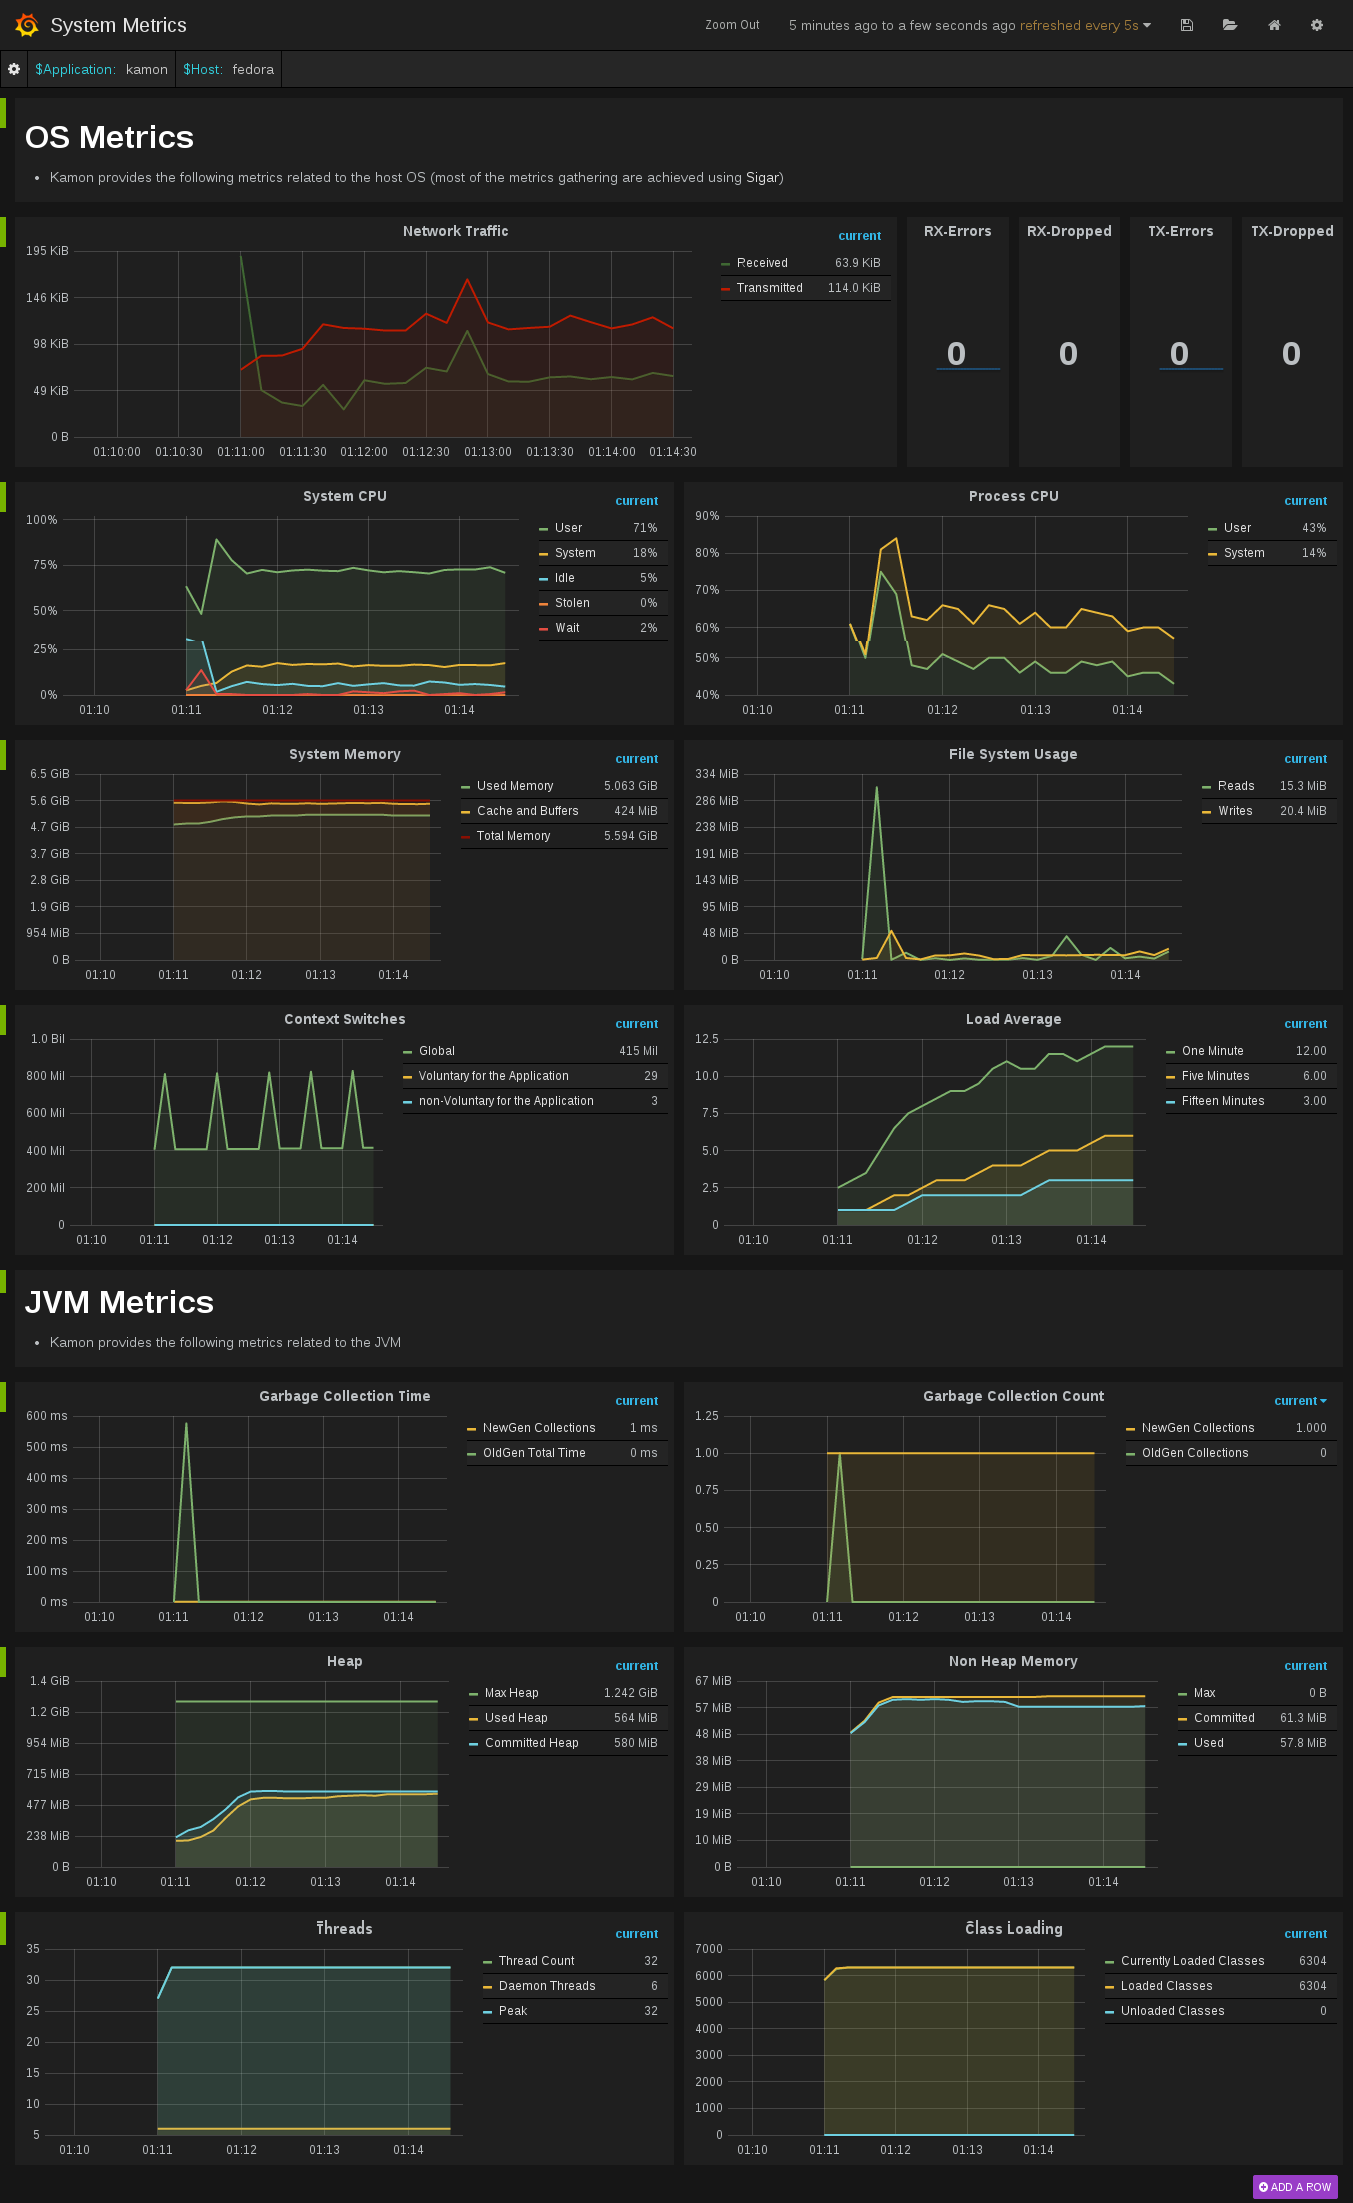 System Metrics
Zoom Out 5 minutes ago to a few seconds ago refreshed every 5s
$Application: kamon $Host: fedora
OS Metrics
• Kamon provides the following metrics related to the host OS (most of the metrics gathering are achieved using Sigar)
Network Traffic
195 KiB
146 KiB
98 KiB
49 KiB
0 B
01:10:00 01:10:30 01:11:00 01:11:30 01:12:00 01:12:30 01:13:00 01:13:30 01:14:00 01:14:30
current
Received 63.9 KiB
Transmitted 114.0 KiB
RX-Errors
0
RX-Dropped
0
TX-Errors
0
TX-Dropped
0
System CPU
100%
75%
50%
25%
0%
01:10 01:11 01:12 01:13 01:14
current
User 71%
System 18%
Idle 5%
Stolen 0%
Wait 2%
Process CPU
90%
80%
70%
60%
50%
40%
01:10 01:11 01:12 01:13 01:14
current
User 43%
System 14%
System Memory
6.5 GiB
5.6 GiB
4.7 GiB
3.7 GiB
2.8 GiB
1.9 GiB
954 MiB
0 B
01:10 01:11 01:12 01:13 01:14
current
Used Memory 5.063 GiB
Cache and Buffers 424 MiB
Total Memory 5.594 GiB
File System Usage
334 MiB
286 MiB
238 MiB
191 MiB
143 MiB
95 MiB
48 MiB
0 B
01:10 01:11 01:12 01:13 01:14
current
Reads 15.3 MiB
Writes 20.4 MiB
Context Switches
1.0 Bil
800 Mil
600 Mil
400 Mil
200 Mil
0
01:10 01:11 01:12 01:13 01:14
current
Global 415 Mil
Voluntary for the Application 29
non-Voluntary for the Application 3
Load Average
12.5
10.0
7.5
5.0
2.5
0
01:10 01:11 01:12 01:13 01:14
current
One Minute 12.00
Five Minutes 6.00
Fifteen Minutes 3.00
JVM Metrics
• Kamon provides the following metrics related to the JVM
Garbage Collection Time
600 ms
500 ms
400 ms
300 ms
200 ms
100 ms
0 ms
01:10 01:11 01:12 01:13 01:14
current
NewGen Collections 1 ms
OldGen Total Time 0 ms
Garbage Collection Count
1.25
1.00
0.75
0.50
0.25
0
01:10 01:11 01:12 01:13 01:14
current
NewGen Collections 1.000
OldGen Collections 0
Heap
1.4 GiB
1.2 GiB
954 MiB
715 MiB
477 MiB
238 MiB
0 B
01:10 01:11 01:12 01:13 01:14
current
Max Heap 1.242 GiB
Used Heap 564 MiB
Committed Heap 580 MiB
Non Heap Memory
67 MiB
57 MiB
48 MiB
38 MiB
29 MiB
19 MiB
10 MiB
0 B
01:10 01:11 01:12 01:13 01:14
current
Max 0 B
Committed 61.3 MiB
Used 57.8 MiB
Threads
35
30
25
20
15
10
5
01:10 01:11 01:12 01:13 01:14
current
Thread Count 32
Daemon Threads 6
Peak 32
Class Loading
7000
6000
5000
4000
3000
2000
1000
0
01:10 01:11 01:12 01:13 01:14
current
Currently Loaded Classes 6304
Loaded Classes 6304
Unloaded Classes 0
ADD A ROW